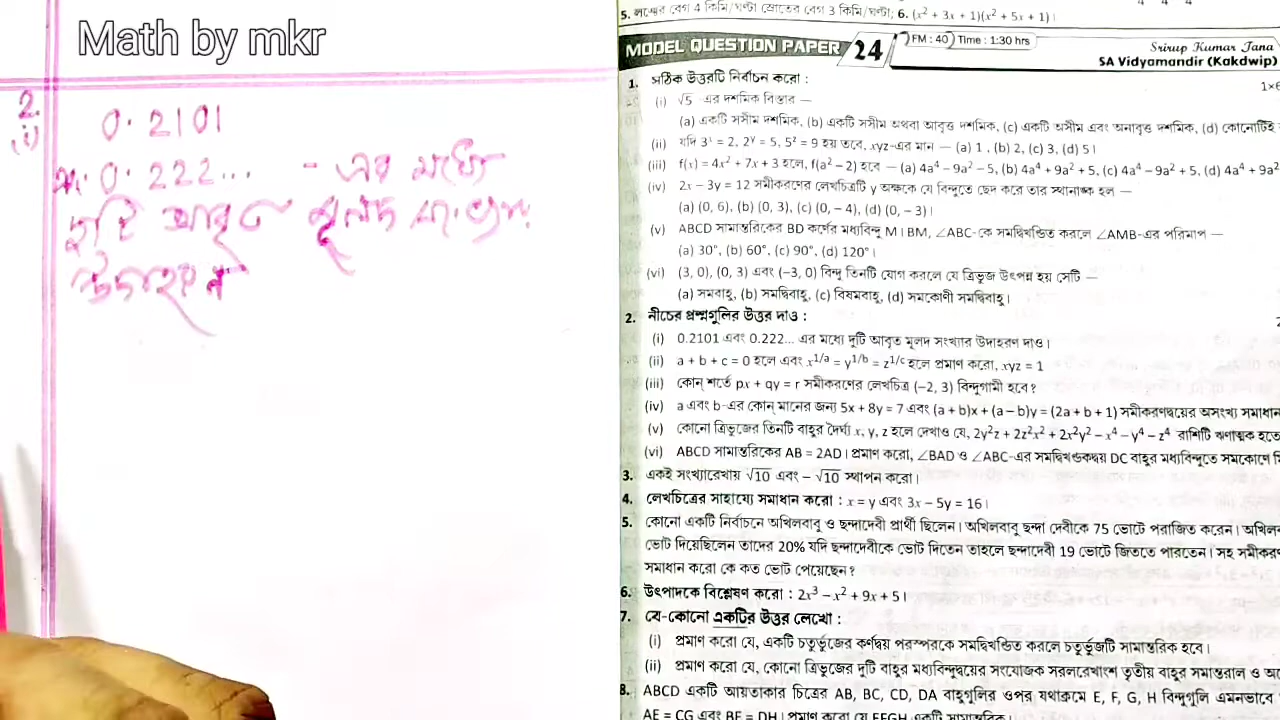 Math by mkr
2.
(i)
0.2101
0.222... -এর মধ্যে
দুটি আবৃত মূলদ সংখ্যার
উদাহরণ
5. লঞ্চের বেগ 4 কিমি/ঘণ্টা স্রোতের বেগ 3 কিমি/ঘণ্টা; 6. (x² + 3x + 1)(x² + 5x + 1)।
MODEL QUESTION PAPER 24 FM : 40 Time : 1:30 hrs
Srirup Kumar Jana
SA Vidyamandir (Kakdwip)
1. সঠিক উত্তরটি নির্বাচন করো : 1×6
(i) √5 -এর দশমিক বিস্তার —
(a) একটি সসীম দশমিক, (b) একটি সসীম অথবা আবৃত্ত দশমিক, (c) একটি অসীম এবং অনাবৃত্ত দশমিক, (d) কোনোটিই
(ii) যদি 3ˣ = 2, 2ʸ = 5, 5ᶻ = 9 হয় তবে, xyz-এর মান — (a) 1, (b) 2, (c) 3, (d) 5।
(iii) f(x) = 4x² + 7x + 3 হলে, f(a² – 2) হবে – (a) 4a⁴ – 9a² – 5, (b) 4a⁴ + 9a² + 5, (c) 4a⁴ – 9a² + 5, (d) 4a⁴ + 9a²
(iv) 2x – 3y = 12 সমীকরণের লেখচিত্রটি y অক্ষকে যে বিন্দুতে ছেদ করে তার স্থানাঙ্ক হল —
(a) (0, 6), (b) (0, 3), (c) (0, – 4), (d) (0, – 3)।
(v) ABCD সামান্তরিকের BD কর্ণের মধ্যবিন্দু M। BM, ∠ABC-কে সমদ্বিখণ্ডিত করলে ∠AMB-এর পরিমাপ —
(a) 30°, (b) 60°, (c) 90°, (d) 120°।
(vi) (3, 0), (0, 3) এবং (–3, 0) বিন্দু তিনটি যোগ করলে যে ত্রিভুজ উৎপন্ন হয় সেটি —
(a) সমবাহু, (b) সমদ্বিবাহু, (c) বিষমবাহু, (d) সমকোণী সমদ্বিবাহু।
2. নীচের প্রশ্নগুলির উত্তর দাও :
(i) 0.2101 এবং 0.222... এর মধ্যে দুটি আবৃত মূলদ সংখ্যার উদাহরণ দাও।
(ii) a + b + c = 0 হলে এবং x^1/a = y^1/b = z^1/c হলে প্রমাণ করো, xyz = 1
(iii) কোন্ শর্তে px + qy = r সমীকরণের লেখচিত্র (–2, 3) বিন্দুগামী হবে?
(iv) a এবং b-এর কোন্ মানের জন্য 5x + 8y = 7 এবং (a + b)x + (a – b)y = (2a + b + 1) সমীকরণদ্বয়ের অসংখ্য সমাধান
(v) কোনো ত্রিভুজের তিনটি বাহুর দৈর্ঘ্য x, y, z হলে দেখাও যে, 2y²z + 2z²x² + 2x²y² – x⁴ – y⁴ – z⁴ রাশিটি ঋণাত্মক হতে
(vi) ABCD সামান্তরিকের AB = 2AD। প্রমাণ করো, ∠BAD ও ∠ABC-এর সমদ্বিখণ্ডকদ্বয় DC বাহুর মধ্যবিন্দুতে সমকোণে
3. একই সংখ্যারেখায় √10 এবং – √10 স্থাপন করো।
4. লেখচিত্রের সাহায্যে সমাধান করো : x = y এবং 3x – 5y = 16।
5. কোনো একটি নির্বাচনে অখিলবাবু ও ছন্দাদেবী প্রার্থী ছিলেন। অখিলবাবু ছন্দা দেবীকে 75 ভোটে পরাজিত করেন।
ভোট দিয়েছিলেন তাদের 20% যদি ছন্দাদেবীকে ভোট দিতেন তাহলে ছন্দাদেবী 19 ভোটে জিততে পারতেন। সহ
সমাধান করো কে কত ভোট পেয়েছেন?
6. উৎপাদকে বিশ্লেষণ করো : 2x³ – x² + 9x + 5।
7. যে-কোনো একটির উত্তর লেখো :
(i) প্রমাণ করো যে, একটি চতুর্ভুজের কর্ণদ্বয় পরস্পরকে সমদ্বিখণ্ডিত করলে চতুর্ভুজটি সামান্তরিক হবে।
(ii) প্রমাণ করো যে, কোনো ত্রিভুজের দুটি বাহুর মধ্যবিন্দুদ্বয়ের সংযোজক সরলরেখাংশ তৃতীয় বাহুর সমান্তরাল ও
8. ABCD একটি আয়তাকার চিত্রের AB, BC, CD, DA বাহুগুলির ওপর যথাক্রমে E, F, G, H বিন্দুগুলি এমনভাবে
AE = CG এবং BF = DH। প্রমাণ করো যে EFGH একটি সামান্তরিক।